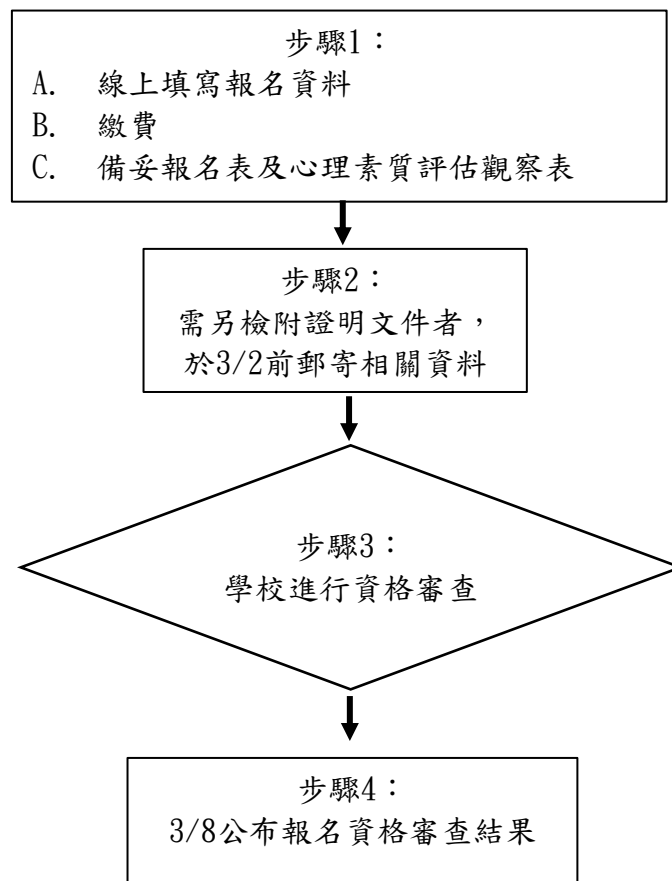 步驟1：
A. 線上填寫報名資料
B. 繳費
C. 備妥報名表及心理素質評估觀察表
步驟2：
需另檢附證明文件者，
於3/2前郵寄相關資料
步驟3：
學校進行資格審查
步驟4：
3/8公布報名資格審查結果